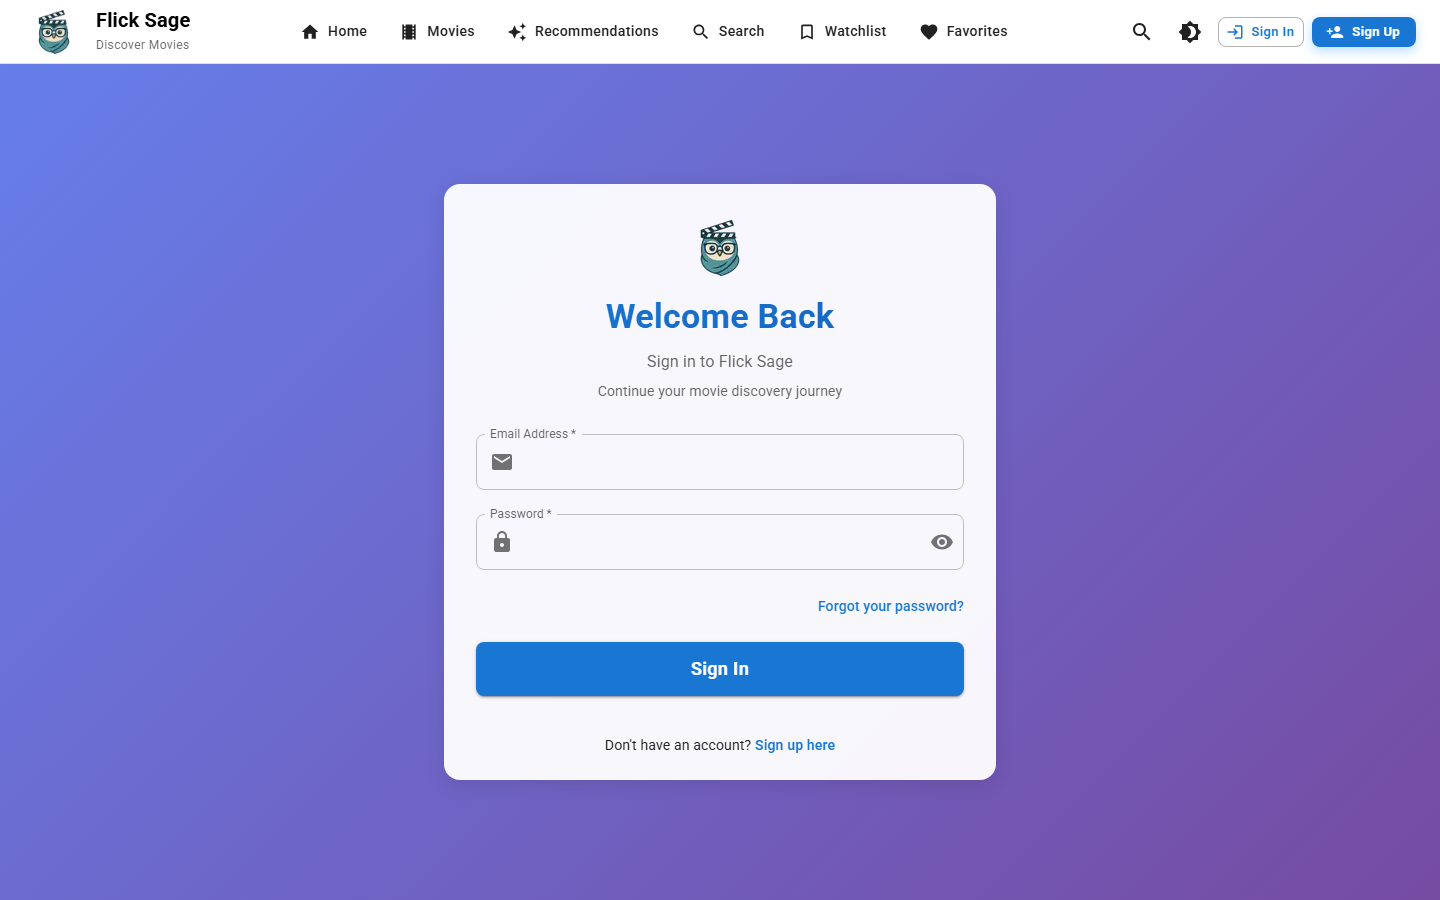 Flick Sage
Discover Movies
Home
Movies
Recommendations
Search
Watchlist
Favorites
Sign In
Sign Up
Welcome Back
Sign in to Flick Sage
Continue your movie discovery journey
Email Address *
Password *
Forgot your password?
Sign In
Don't have an account? Sign up here